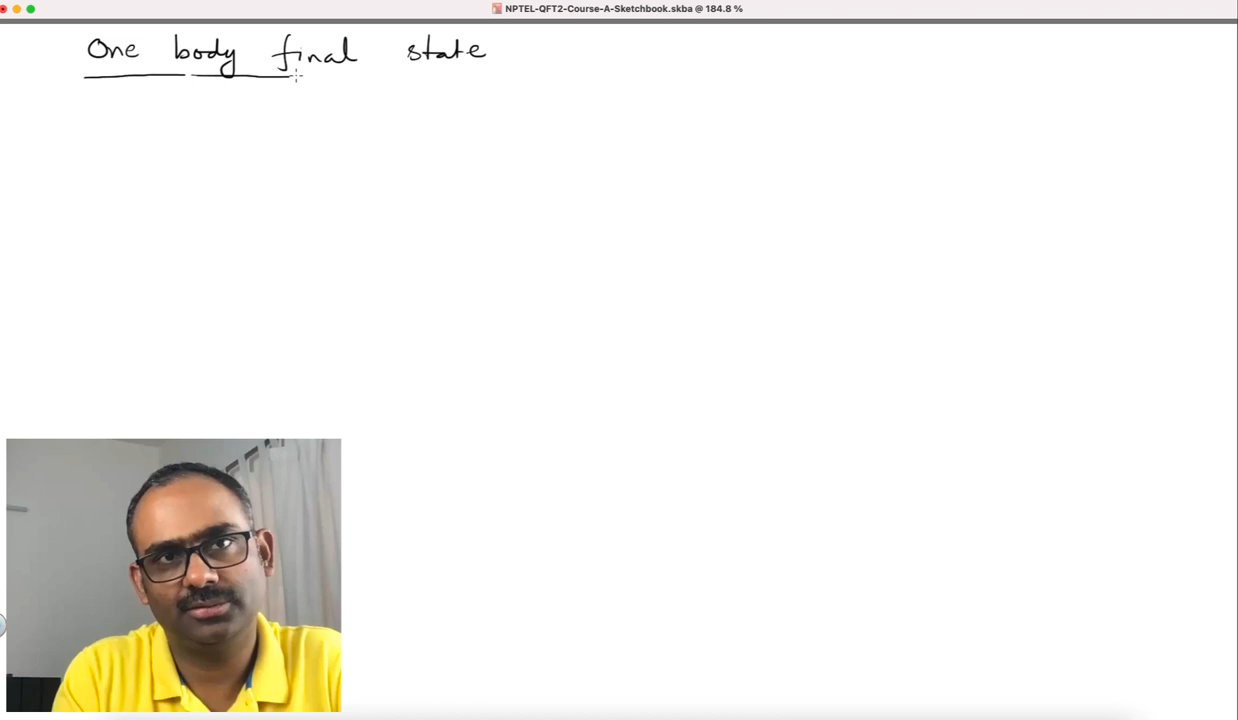 NPTEL-QFT2-Course-A-Sketchbook.skba @ 184.8 %
One body final state